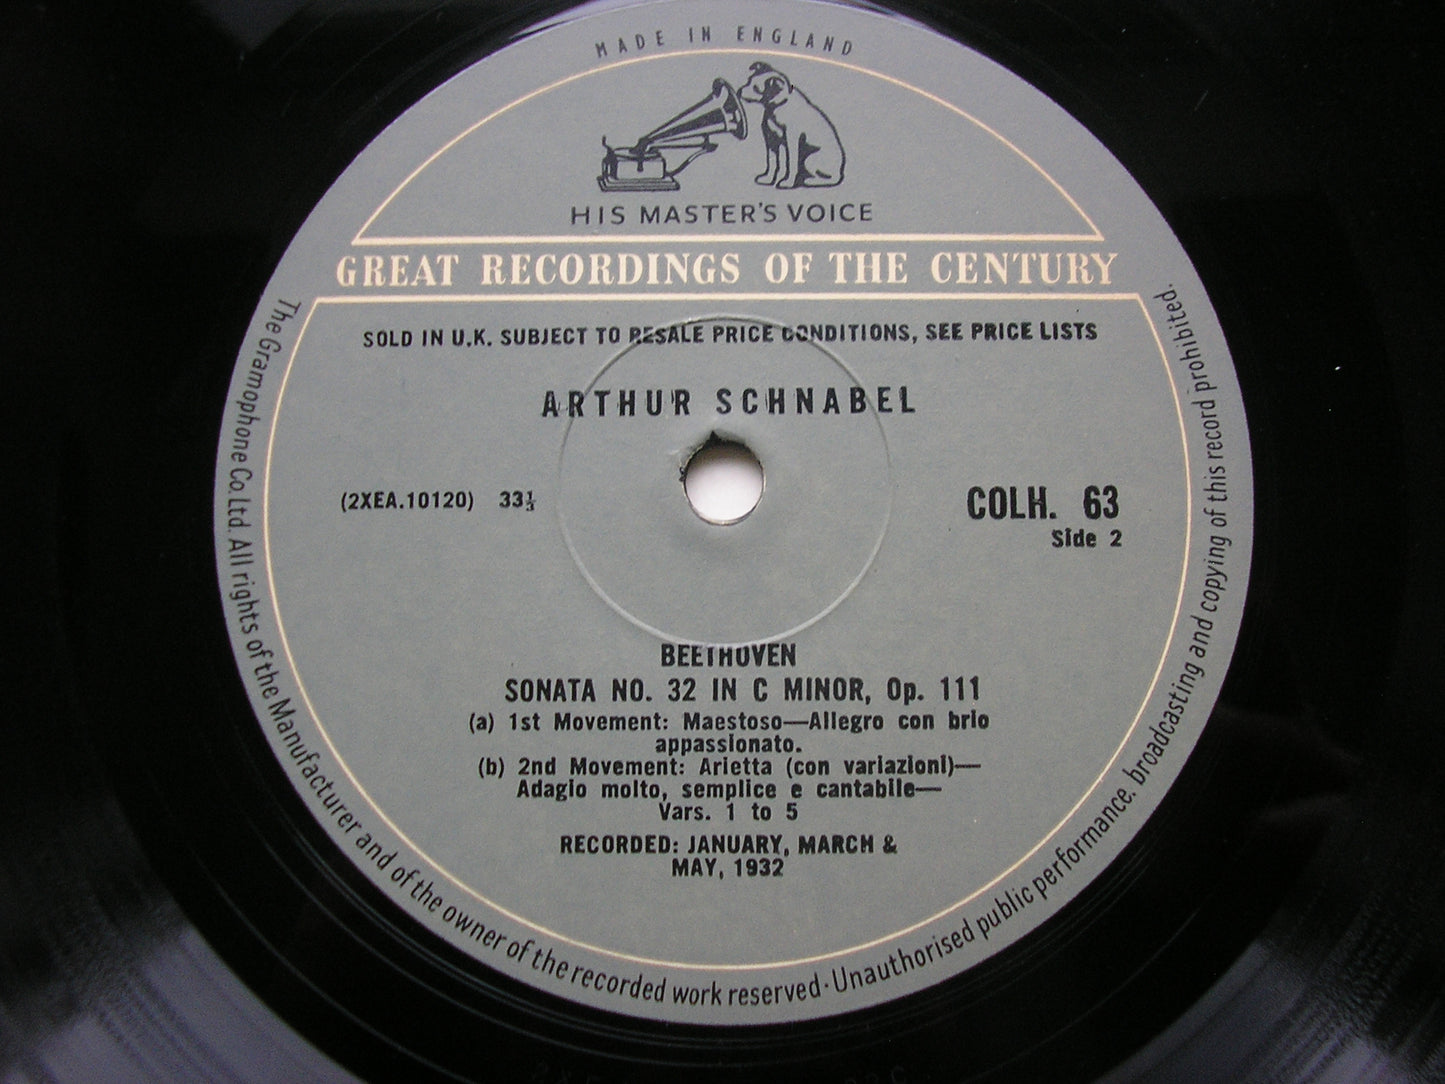 MADE IN ENGLAND
HIS MASTER'S VOICE
GREAT RECORDINGS OF THE CENTURY
SOLD IN U.K. SUBJECT TO RESALE PRICE CONDITIONS, SEE PRICE LISTS
ARTHUR SCHNABEL
(2XEA.10120) 33⅓
COLH. 63
Side 2
BEETHOVEN
SONATA NO. 32 IN C MINOR, Op. 111
(a) 1st Movement: Maestoso—Allegro con brio
appassionato.
(b) 2nd Movement: Arietta (con variazioni)—
Adagio molto, semplice e cantabile—
Vars. 1 to 5
RECORDED: JANUARY, MARCH &
MAY, 1932
The Gramophone Co. Ltd. All rights of the Manufacturer and of the owner of the recorded work reserved · Unauthorised public performance, broadcasting and copying of this record prohibited.